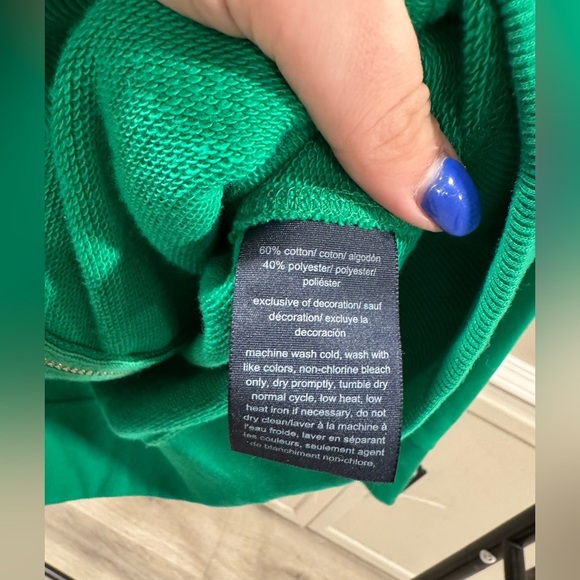 60% cotton/ coton/ algodón
40% polyester/ polyester/
poliéster
exclusive of decoration/ sauf
décoration/ excluye la
decoración
machine wash cold, wash with
like colors, non-chlorine bleach
only, dry promptly, tumble dry
normal cycle, low heat, low
heat iron if necessary, do not
dry clean/laver à la machine à
l'eau froide, laver en séparant
les couleurs, seulement agent
de blanchiment non-chlore,